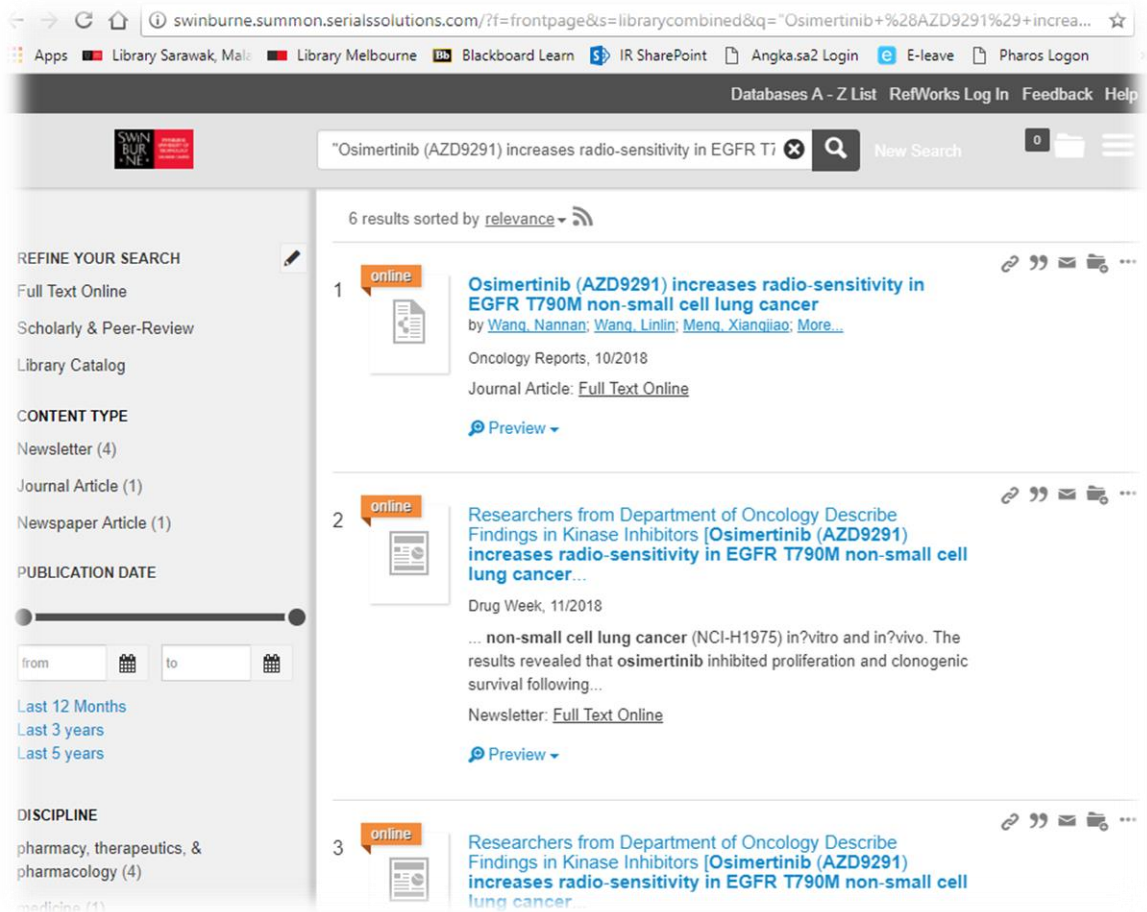 swinburne.summon.serialssolutions.com/?f=frontpage&s=librarycombined&q="Osimertinib+%28AZD9291%29+increa...
Apps Library Sarawak, Mala Library Melbourne Bb Blackboard Learn IR SharePoint Angka.sa2 Login E-leave Pharos Logon
Databases A - Z List RefWorks Log In Feedback Help
SWIN
BUR
NE
"Osimertinib (AZD9291) increases radio-sensitivity in EGFR T7
New Search
0
6 results sorted by relevance
REFINE YOUR SEARCH
Full Text Online
Scholarly & Peer-Review
Library Catalog
CONTENT TYPE
Newsletter (4)
Journal Article (1)
Newspaper Article (1)
PUBLICATION DATE
from to
Last 12 Months
Last 3 years
Last 5 years
DISCIPLINE
pharmacy, therapeutics, &
pharmacology (4)
medicine (1)
1
online
Osimertinib (AZD9291) increases radio-sensitivity in
EGFR T790M non-small cell lung cancer
by Wang, Nannan; Wang, Linlin; Meng, Xiangjiao; More...
Oncology Reports, 10/2018
Journal Article: Full Text Online
Preview
2
online
Researchers from Department of Oncology Describe
Findings in Kinase Inhibitors [Osimertinib (AZD9291)
increases radio-sensitivity in EGFR T790M non-small cell
lung cancer...
Drug Week, 11/2018
... non-small cell lung cancer (NCI-H1975) in?vitro and in?vivo. The
results revealed that osimertinib inhibited proliferation and clonogenic
survival following...
Newsletter: Full Text Online
Preview
3
online
Researchers from Department of Oncology Describe
Findings in Kinase Inhibitors [Osimertinib (AZD9291)
increases radio-sensitivity in EGFR T790M non-small cell
lung cancer...